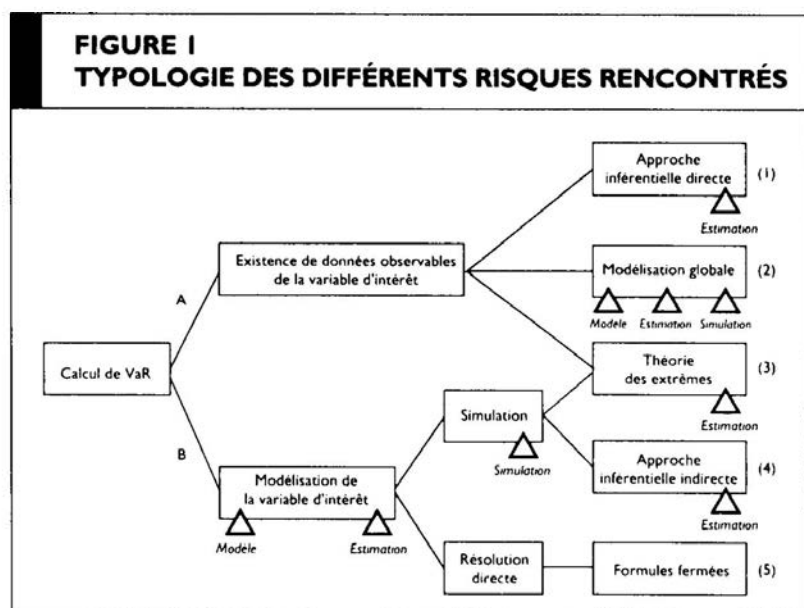 FIGURE I
TYPOLOGIE DES DIFFÉRENTS RISQUES RENCONTRÉS
Approche
inférentielle directe
(1)
Estimation
Existence de données observables
de la variable d'intérêt
Modélisation globale
(2)
Modèle
Estimation
Simulation
A
Calcul de VaR
Théorie
des extrêmes
(3)
Estimation
Simulation
Simulation
B
Approche
inférentielle indirecte
(4)
Estimation
Modélisation de
la variable d'intérêt
Modèle
Estimation
Résolution
directe
Formules fermées
(5)